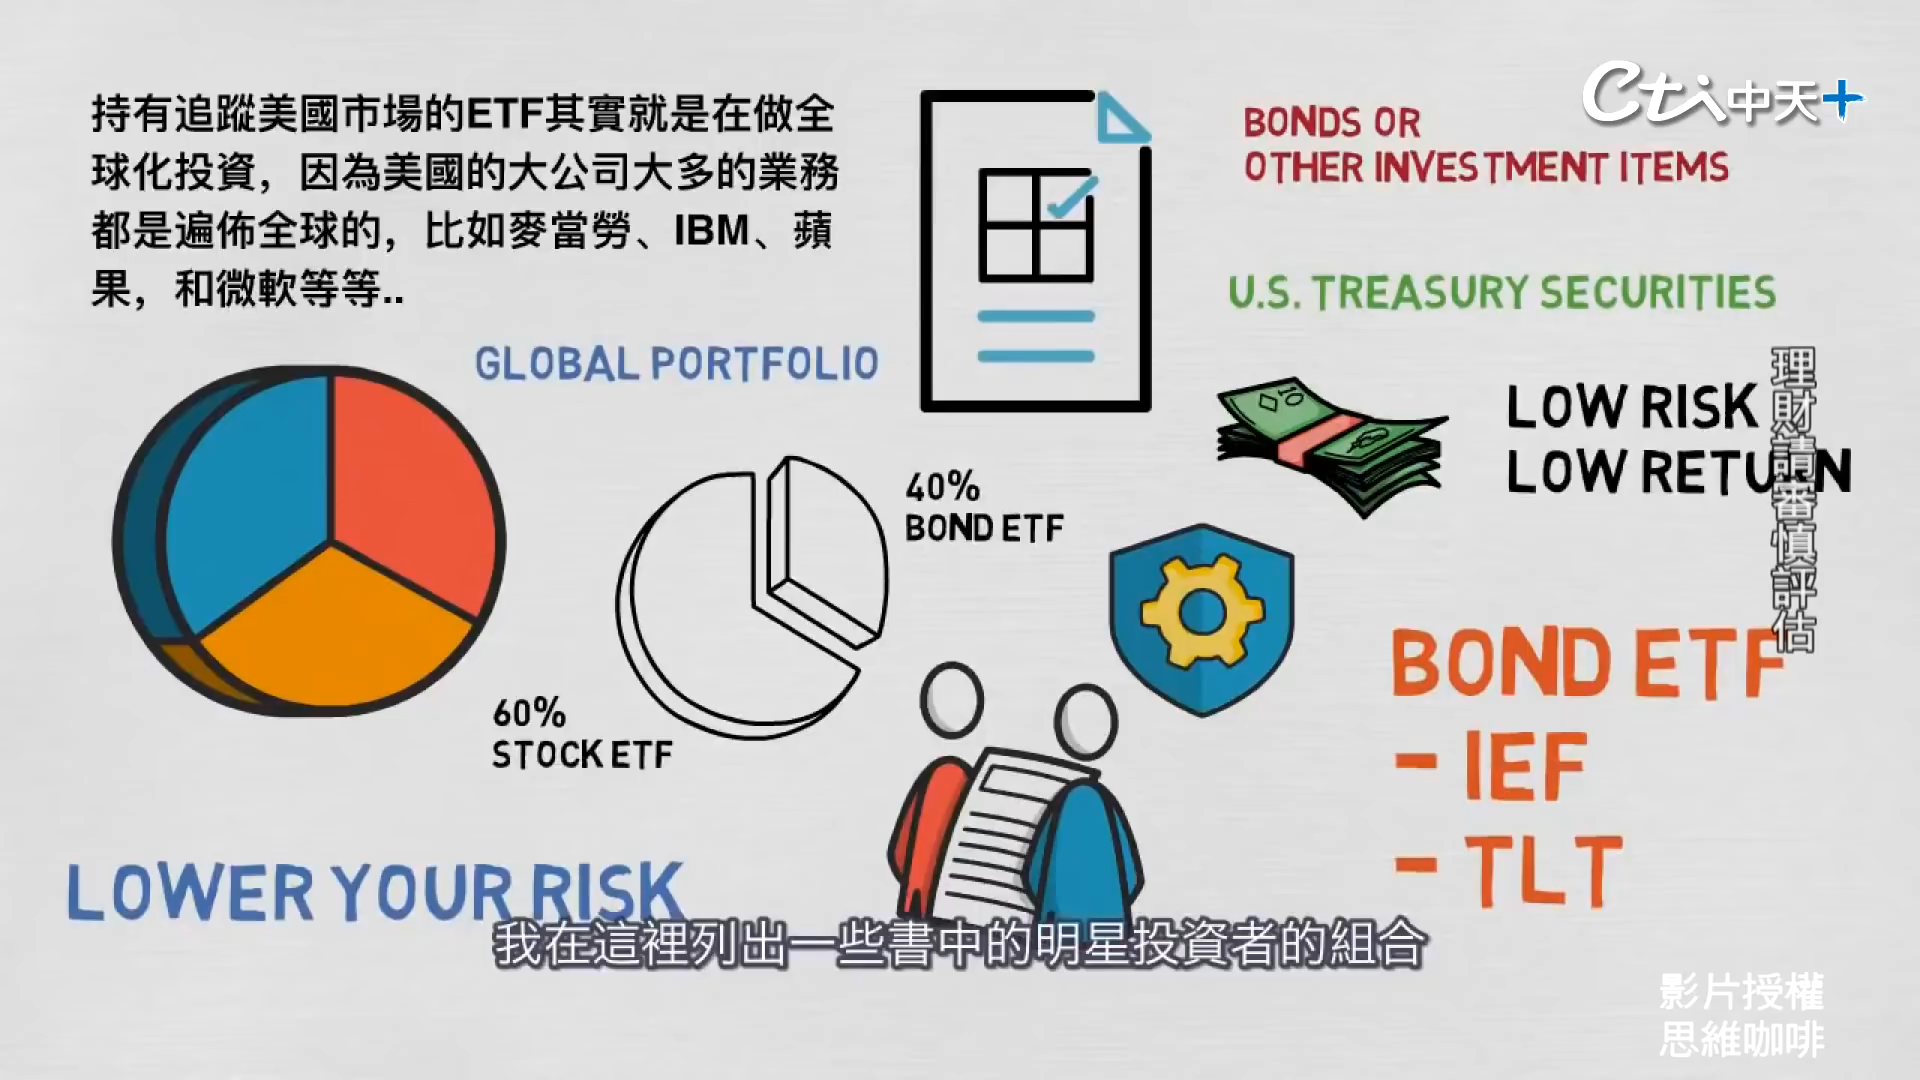 持有追蹤美國市場的ETF其實就是在做全
球化投資，因為美國的大公司大多的業務
都是遍佈全球的，比如麥當勞、IBM、蘋
果，和微軟等等..
Cti中天+
BONDS OR
OTHER INVESTMENT ITEMS
U.S. TREASURY SECURITIES
GLOBAL PORTFOLIO
10
LOW RISK
LOW RETURN
理財請審慎評估
40%
BOND ETF
60%
STOCK ETF
BOND ETF
- IEF
- TLT
LOWER YOUR RISK
我在這裡列出一些書中的明星投資者的組合
影片授權
思維咖啡